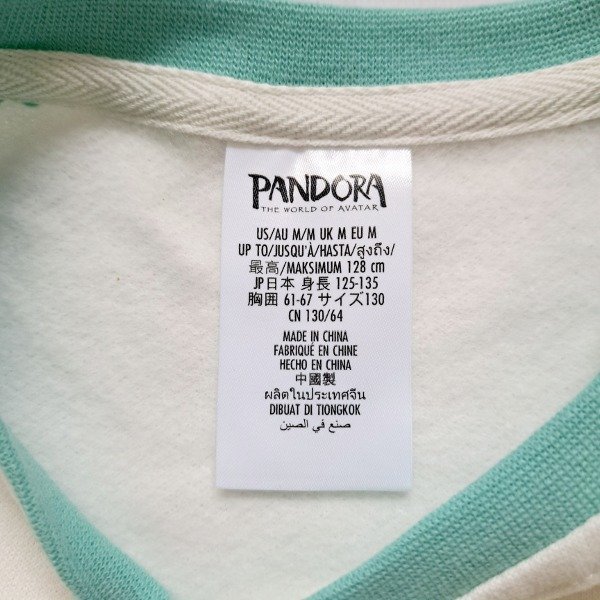 PANDORA
THE WORLD OF AVATAR
US/AU M/M UK M EU M
UP TO/JUSQU'À/HASTA/สูงถึง/
最高/MAKSIMUM 128 cm
JP日本 身長 125-135
胸囲 61-67 サイズ130
CN 130/64
MADE IN CHINA
FABRIQUÉ EN CHINE
HECHO EN CHINA
中國製
ผลิตในประเทศจีน
DIBUAT DI TIONGKOK
صنع في الصين